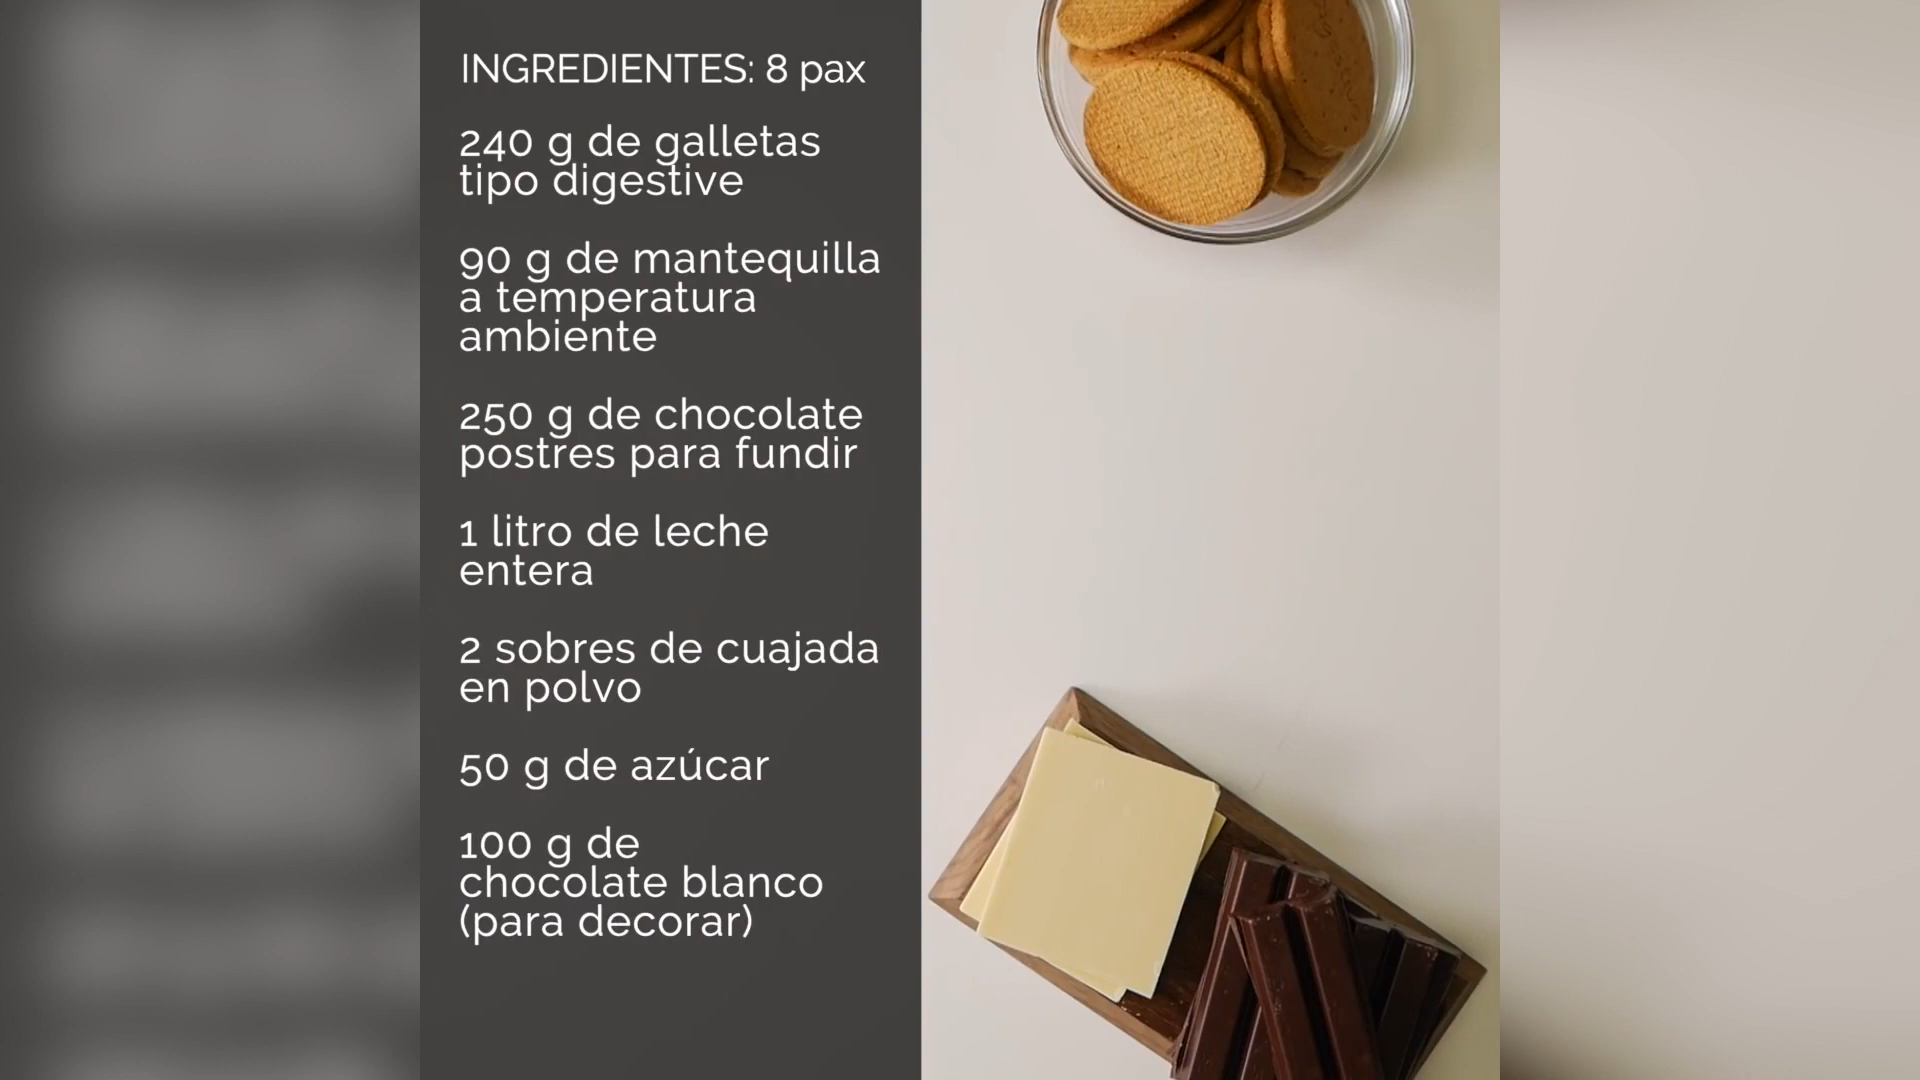 INGREDIENTES: 8 pax
240 g de galletas
tipo digestive
90 g de mantequilla
a temperatura
ambiente
250 g de chocolate
postres para fundir
1 litro de leche
entera
2 sobres de cuajada
en polvo
50 g de azúcar
100 g de
chocolate blanco
(para decorar)